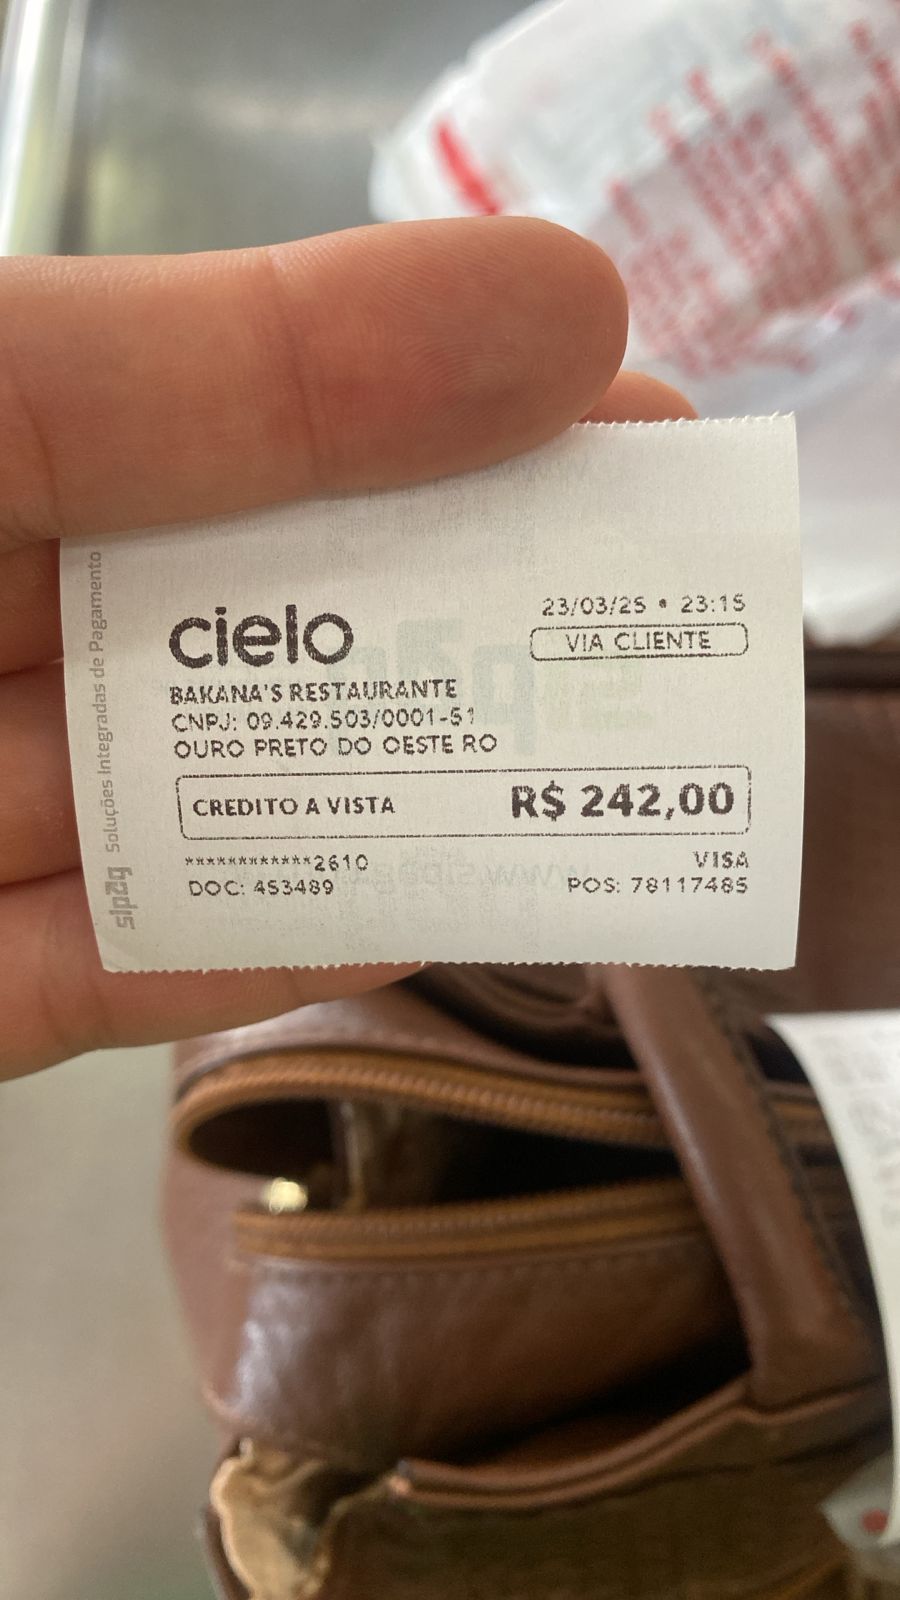 cielo
23/03/25 • 23:15
VIA CLIENTE
BAKANA'S RESTAURANTE
CNPJ: 09.429.503/0001-51
OURO PRETO DO OESTE RO
CREDITO A VISTA R$ 242,00
************2610 VISA
DOC: 453489 POS: 78117485
sipag Soluções Integradas de Pagamento